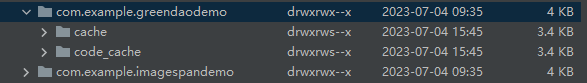 com.example.greendaodemo drwxrwx--x 2023-07-04 09:35 4 KB
cache drwxrws--x 2023-07-04 15:45 3.4 KB
code_cache drwxrws--x 2023-07-04 15:45 3.4 KB
com.example.imagespandemo drwxrwx--x 2023-07-04 09:35 4 KB